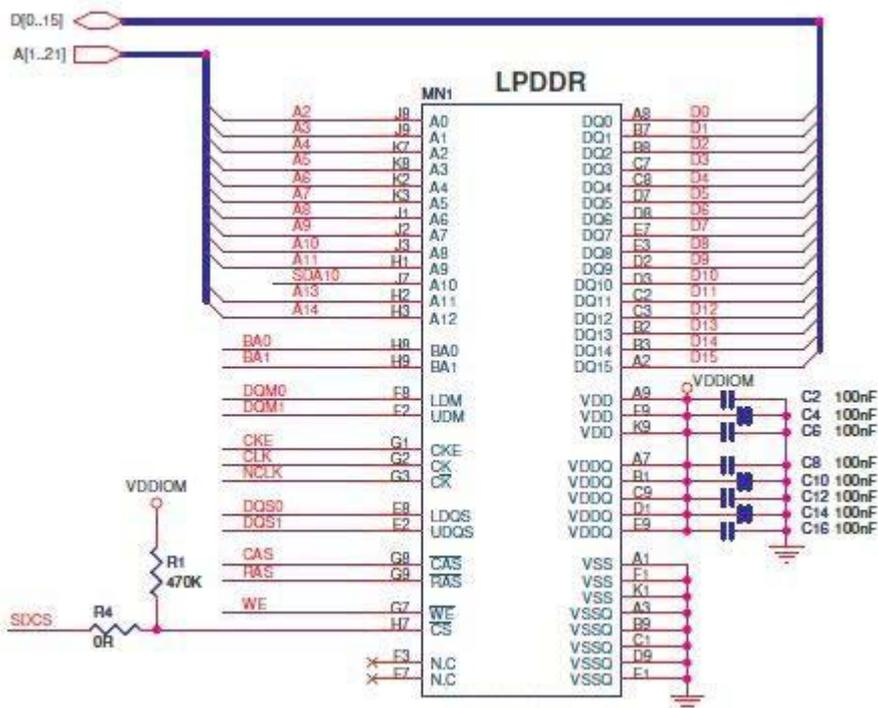 D[0..15]
A[1..21]
LPDDR
MN1
A2 J8 A0 DQ0 A8 D0
A3 J9 A1 DQ1 B7 D1
A4 K7 A2 DQ2 B8 D2
A5 K8 A3 DQ3 C7 D3
A6 K2 A4 DQ4 C8 D4
A7 K3 A5 DQ5 D7 D5
A8 J1 A6 DQ6 D8 D6
A9 J2 A7 DQ7 E7 D7
A10 J3 A8 DQ8 E3 D8
A11 H1 A9 DQ9 D2 D9
SDA10 J7 A10 DQ10 D3 D10
A13 H2 A11 DQ11 C2 D11
A14 H3 A12 DQ12 C3 D12
DQ13 B2 D13
BA0 H8 BA0 DQ14 B3 D14
BA1 H9 BA1 DQ15 A2 D15
VDDIOM
DQM0 F8 LDM VDD A9 C2 100nF
DQM1 F2 UDM VDD F9 C4 100nF
VDD K9 C6 100nF
CKE G1 CKE
CLK G2 CK VDDQ A7 C8 100nF
NCLK G3 CK VDDQ B1 C10 100nF
VDDIOM
VDDQ C9 C12 100nF
DQS0 E8 LDQS VDDQ D1 C14 100nF
DQS1 E2 UDQS VDDQ E9 C16 100nF
CAS G8 CAS VSS A1
R1
RAS G9 RAS VSS F1
470K
VSS K1
WE G7 WE VSSQ A3
SDCS R4 H7 CS VSSQ B9
0R
VSSQ C1
F3 N.C VSSQ D9
F7 N.C VSSQ E1